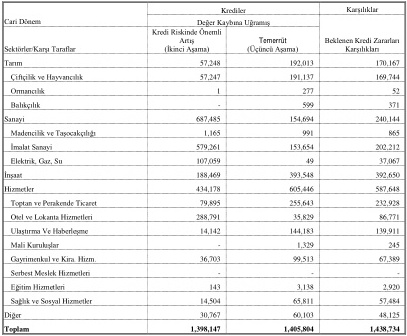 Krediler Karşılıklar
Cari Dönem Değer Kaybına Uğramış
Sektörler/Karşı Taraflar Kredi Riskinde Önemli Artış (İkinci Aşama) Temerrüt (Üçüncü Aşama) Beklenen Kredi Zararları Karşılıkları
Tarım 57,248 192,013 170,167
Çiftçilik ve Hayvancılık 57,247 191,137 169,744
Ormancılık 1 277 52
Balıkçılık - 599 371
Sanayi 687,485 154,694 240,144
Madencilik ve Taşocakçılığı 1,165 991 865
İmalat Sanayi 579,261 153,654 202,212
Elektrik, Gaz, Su 107,059 49 37,067
İnşaat 188,469 393,548 392,650
Hizmetler 434,178 605,446 587,648
Toptan ve Perakende Ticaret 79,895 255,643 232,928
Otel ve Lokanta Hizmetleri 288,791 35,829 86,771
Ulaştırma Ve Haberleşme 14,142 144,183 139,911
Mali Kuruluşlar - 1,329 245
Gayrimenkul ve Kira. Hizm. 36,703 99,513 67,389
Serbest Meslek Hizmetleri - - -
Eğitim Hizmetleri 143 3,138 2,920
Sağlık ve Sosyal Hizmetler 14,504 65,811 57,484
Diğer 30,767 60,103 48,125
Toplam 1,398,147 1,405,804 1,438,734